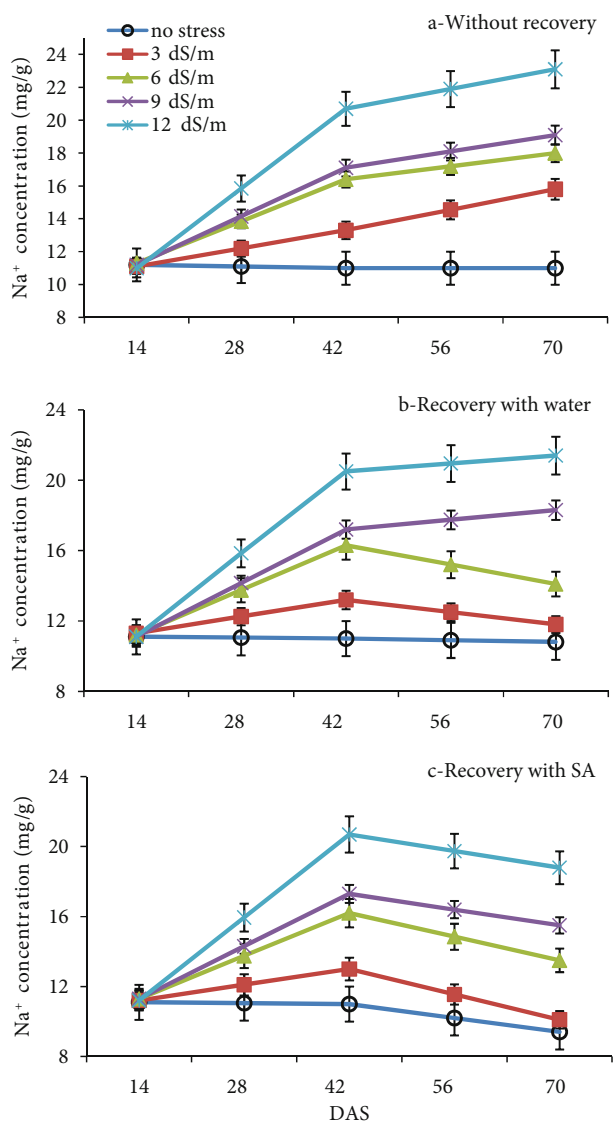 a-Without recovery
no stress
3 dS/m
6 dS/m
9 dS/m
12 dS/m
Na⁺ concentration (mg/g)
24
22
20
18
16
14
12
10
8
14 28 42 56 70
b-Recovery with water
Na⁺ concentration (mg/g)
24
20
16
12
8
14 28 42 56 70
c-Recovery with SA
Na⁺ concentration (mg/g)
24
20
16
12
8
14 28 42 56 70
DAS